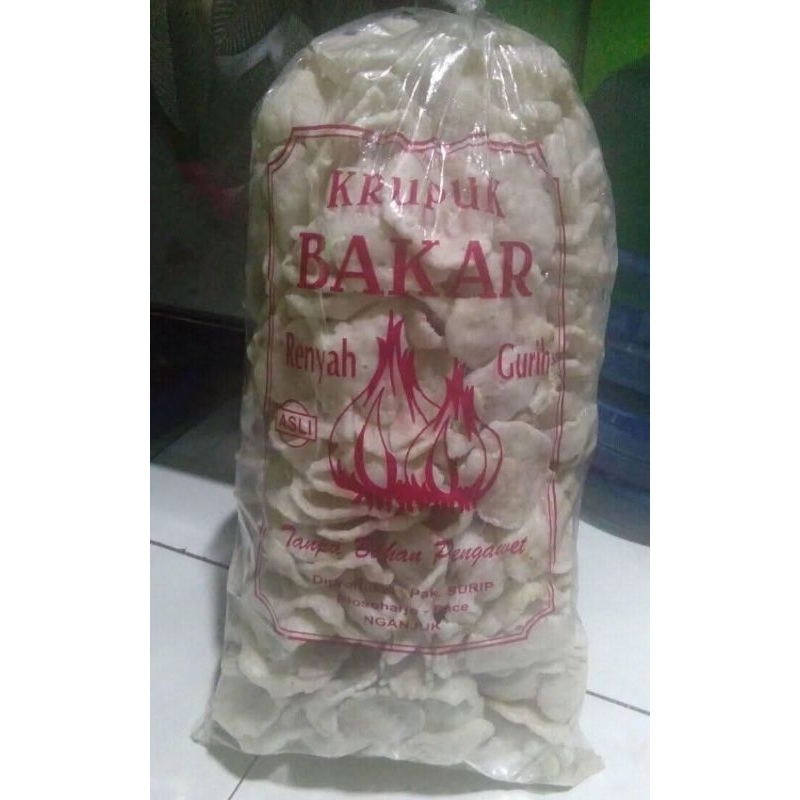 KRUPUK
BAKAR
Renyah Gurih
ASLI
Tanpa Bahan Pengawet
Pak. SURIP
NGANJUK